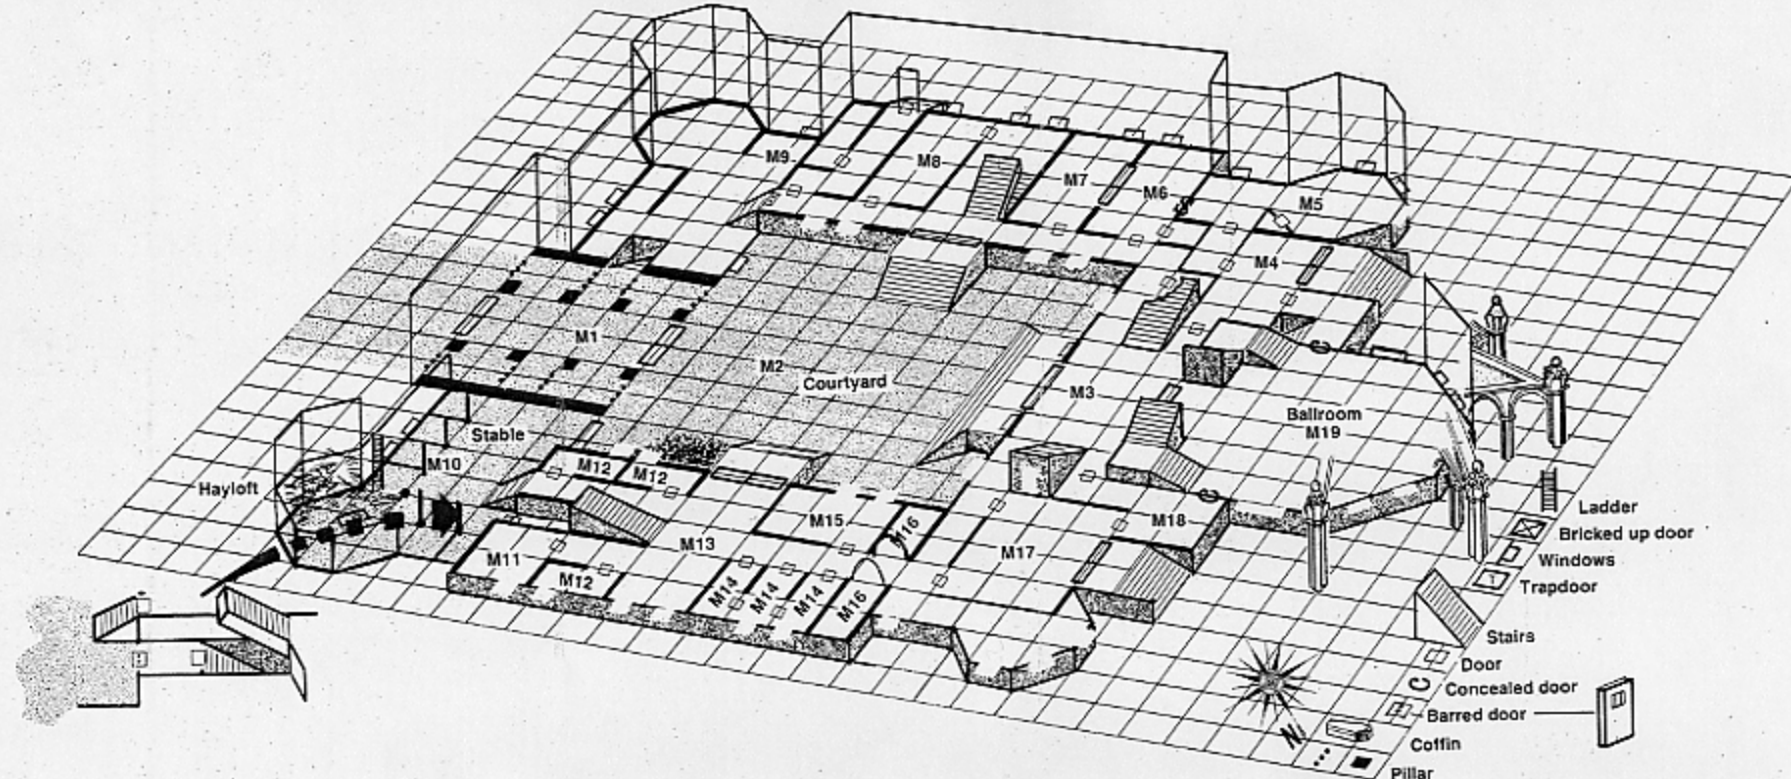 M9
M8
M7
M6
M5
M4
M1
M2
Courtyard
M3
Ballroom
M19
Stable
M10
Hayloft
M12
M12
M15
M16
M18
M13
M17
M11
M12
M14
M14
M14
M16
Ladder
Bricked up door
Windows
Trapdoor
Stairs
Door
C
Concealed door
Barred door
Coffin
N
Pillar